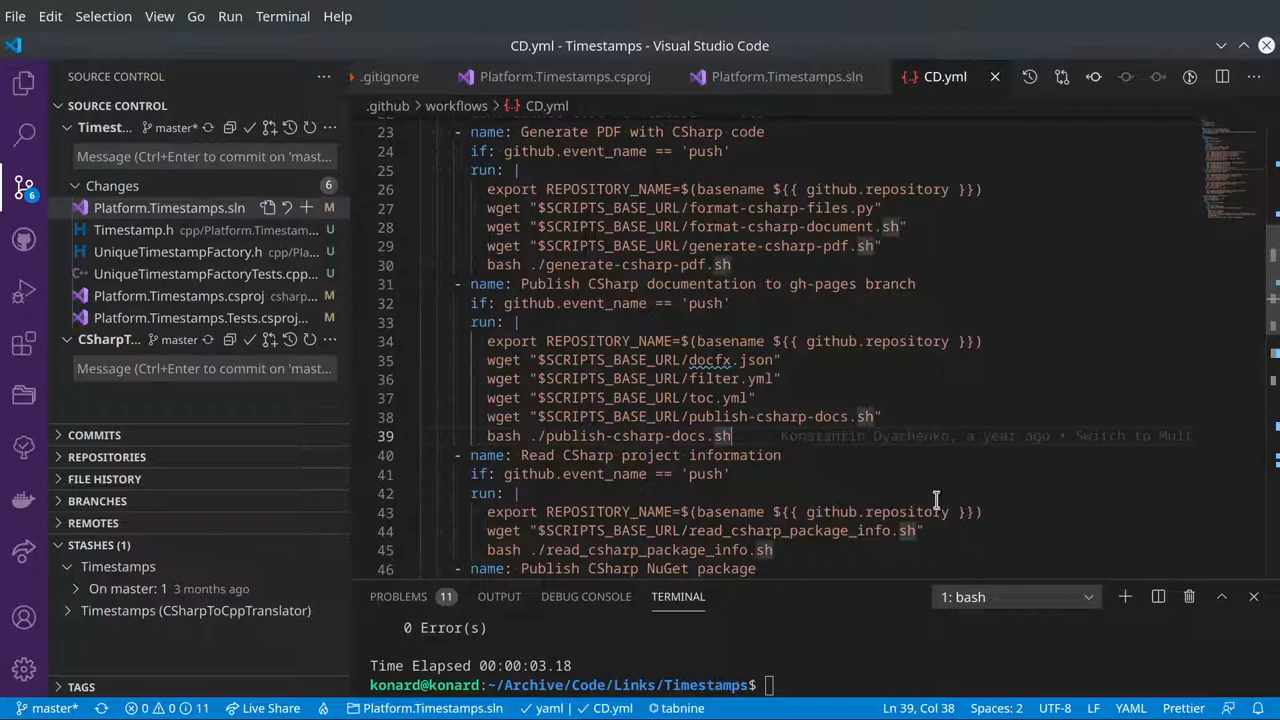 File Edit Selection View Go Run Terminal Help
CD.yml - Timestamps - Visual Studio Code
SOURCE CONTROL
.gitignore Platform.Timestamps.csproj Platform.Timestamps.sln CD.yml
SOURCE CONTROL
.github > workflows > CD.yml
Timest... master*
Message (Ctrl+Enter to commit on 'mast...
Changes 6
Platform.Timestamps.sln M
Timestamp.h cpp/Platform.Timestam... U
UniqueTimestampFactory.h cpp/Pla... U
UniqueTimestampFactoryTests.cpp... U
Platform.Timestamps.csproj csharp... M
Platform.Timestamps.Tests.csproj... M
CSharpT... master
Message (Ctrl+Enter to commit on 'mast...
6
COMMITS
REPOSITORIES
FILE HISTORY
BRANCHES
REMOTES
STASHES (1)
Timestamps
On master: 1 3 months ago
Timestamps (CSharpToCppTranslator)
TAGS
22
23 - name: Generate PDF with CSharp code
24 if: github.event_name == 'push'
25 run: |
26 export REPOSITORY_NAME=$(basename ${{ github.repository }})
27 wget "$SCRIPTS_BASE_URL/format-csharp-files.py"
28 wget "$SCRIPTS_BASE_URL/format-csharp-document.sh"
29 wget "$SCRIPTS_BASE_URL/generate-csharp-pdf.sh"
30 bash ./generate-csharp-pdf.sh
31 - name: Publish CSharp documentation to gh-pages branch
32 if: github.event_name == 'push'
33 run: |
34 export REPOSITORY_NAME=$(basename ${{ github.repository }})
35 wget "$SCRIPTS_BASE_URL/docfx.json"
36 wget "$SCRIPTS_BASE_URL/filter.yml"
37 wget "$SCRIPTS_BASE_URL/toc.yml"
38 wget "$SCRIPTS_BASE_URL/publish-csharp-docs.sh"
39 bash ./publish-csharp-docs.sh Konstantin Dyachenko, a year ago • Switch to Mult
40 - name: Read CSharp project information
41 if: github.event_name == 'push'
42 run: |
43 export REPOSITORY_NAME=$(basename ${{ github.repository }})
44 wget "$SCRIPTS_BASE_URL/read_csharp_package_info.sh"
45 bash ./read_csharp_package_info.sh
46 - name: Publish CSharp NuGet package
PROBLEMS 11 OUTPUT DEBUG CONSOLE TERMINAL 1: bash
0 Error(s)
Time Elapsed 00:00:03.18
konard@konard:~/Archive/Code/Links/Timestamps$
master* 0 0 11 Live Share Platform.Timestamps.sln yaml | CD.yml tabnine Ln 39, Col 38 Spaces: 2 UTF-8 LF YAML Prettier